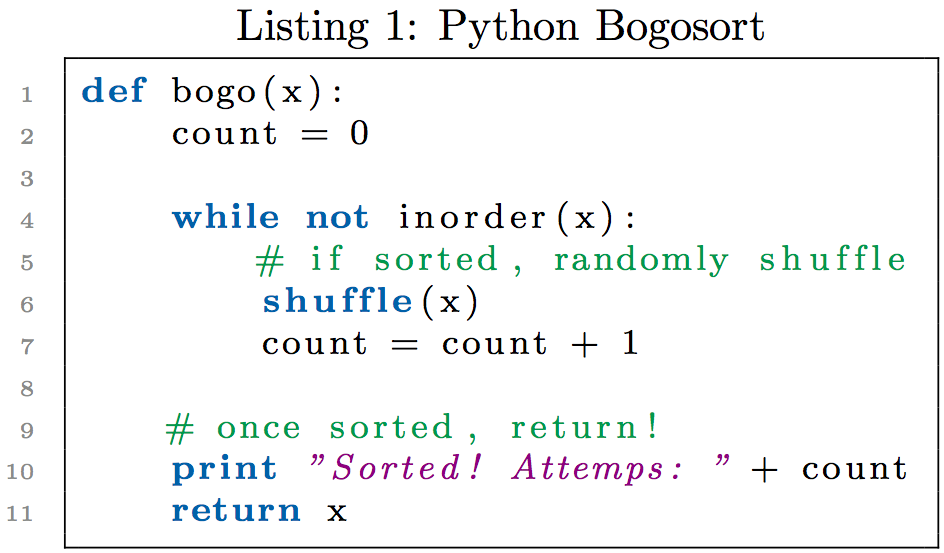 Listing 1: Python Bogosort
1 def bogo(x):
2 count = 0
3
4 while not inorder(x):
5 # if sorted, randomly shuffle
6 shuffle(x)
7 count = count + 1
8
9 # once sorted, return!
10 print "Sorted! Attemps: " + count
11 return x